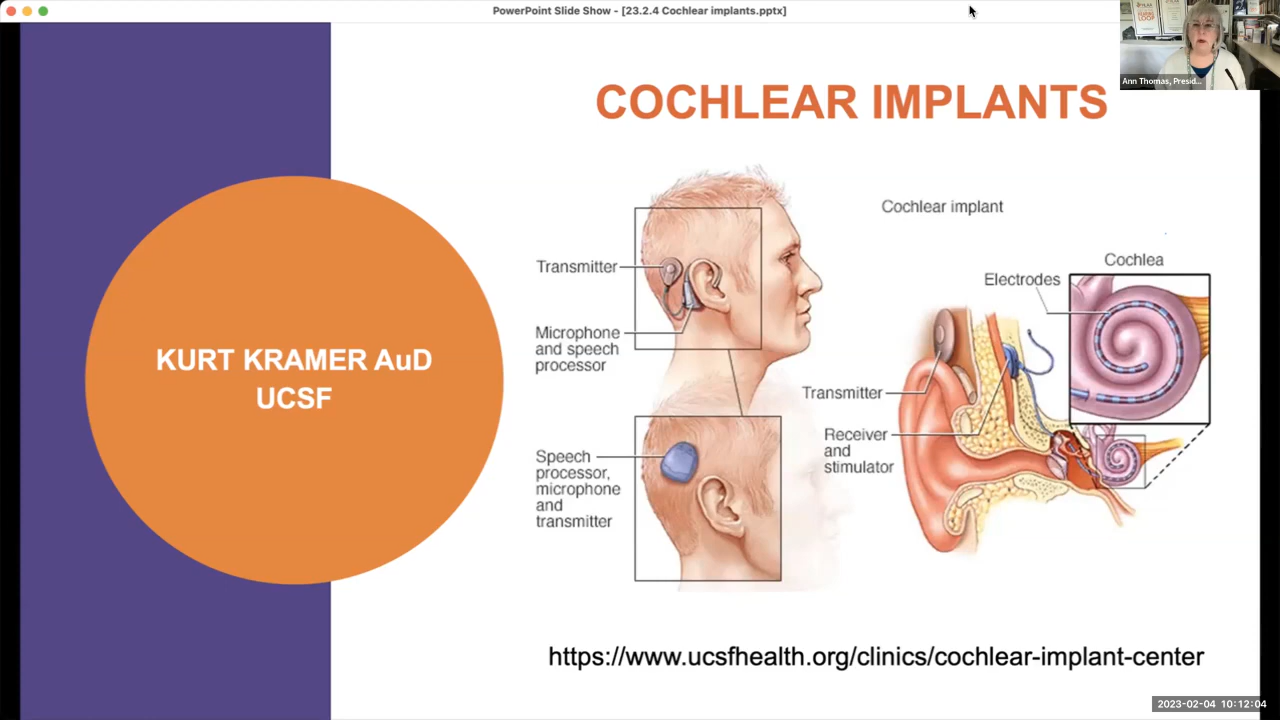 PowerPoint Slide Show - [23.2.4 Cochlear implants.pptx]
Ann Thomas, Presid...
COCHLEAR IMPLANTS
KURT KRAMER AuD
UCSF
Transmitter
Microphone
and speech
processor
Speech
processor,
microphone
and
transmitter
Cochlear implant
Cochlea
Electrodes
Transmitter
Receiver
and
stimulator
https://www.ucsfhealth.org/clinics/cochlear-implant-center
2023-02-04 10:12:04